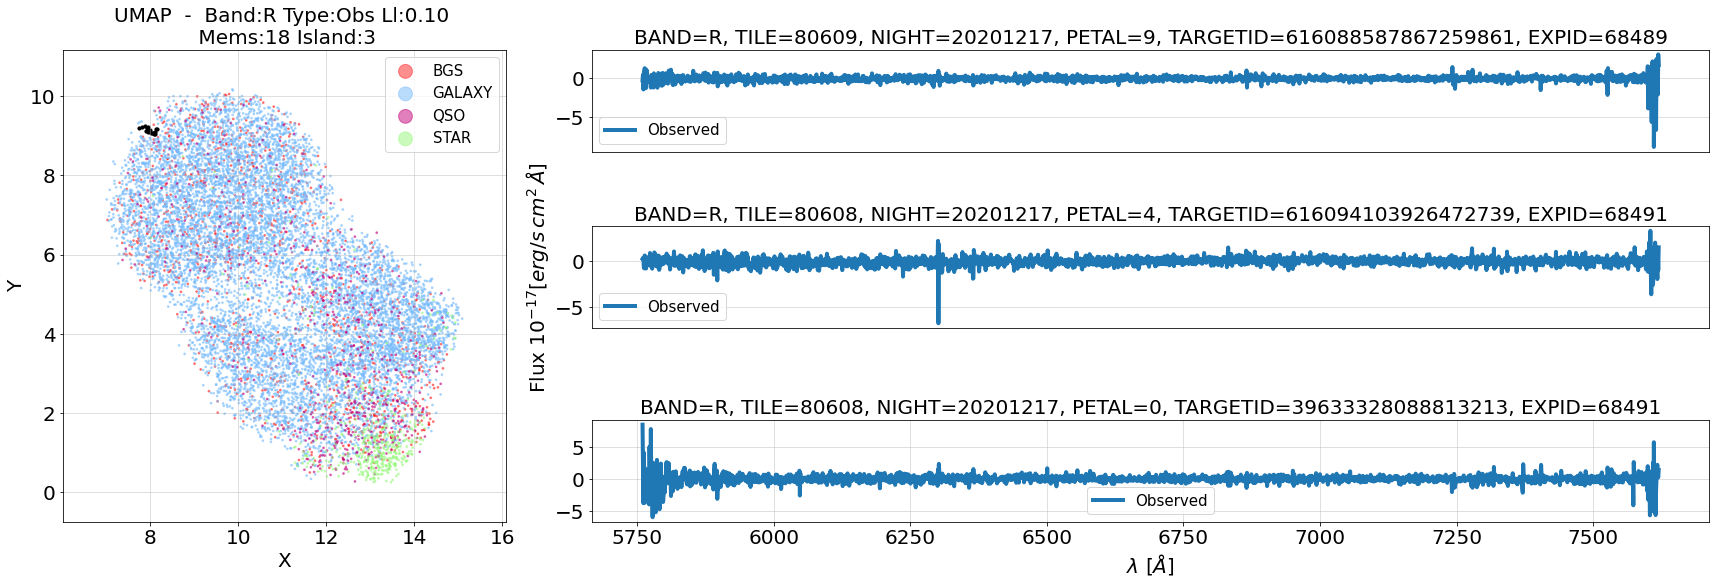 UMAP  -  Band:R Type:Obs Ll:0.10
Mems:18 Island:3
BGS
GALAXY
QSO
STAR
10
8
6
4
2
0
Y
8
10
12
14
16
X
Flux 10⁻¹⁷[erg/s cm² Å]
BAND=R, TILE=80609, NIGHT=20201217, PETAL=9, TARGETID=616088587867259861, EXPID=68489
0
−5
Observed
BAND=R, TILE=80608, NIGHT=20201217, PETAL=4, TARGETID=616094103926472739, EXPID=68491
0
−5
Observed
BAND=R, TILE=80608, NIGHT=20201217, PETAL=0, TARGETID=39633328088813213, EXPID=68491
5
0
−5
Observed
5750
6000
6250
6500
6750
7000
7250
7500
λ [Å]